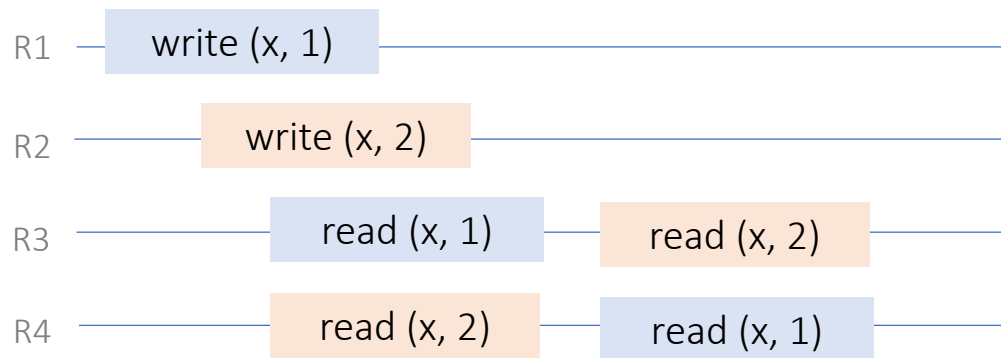 R1 write (x, 1)
R2 write (x, 2)
R3 read (x, 1) read (x, 2)
R4 read (x, 2) read (x, 1)